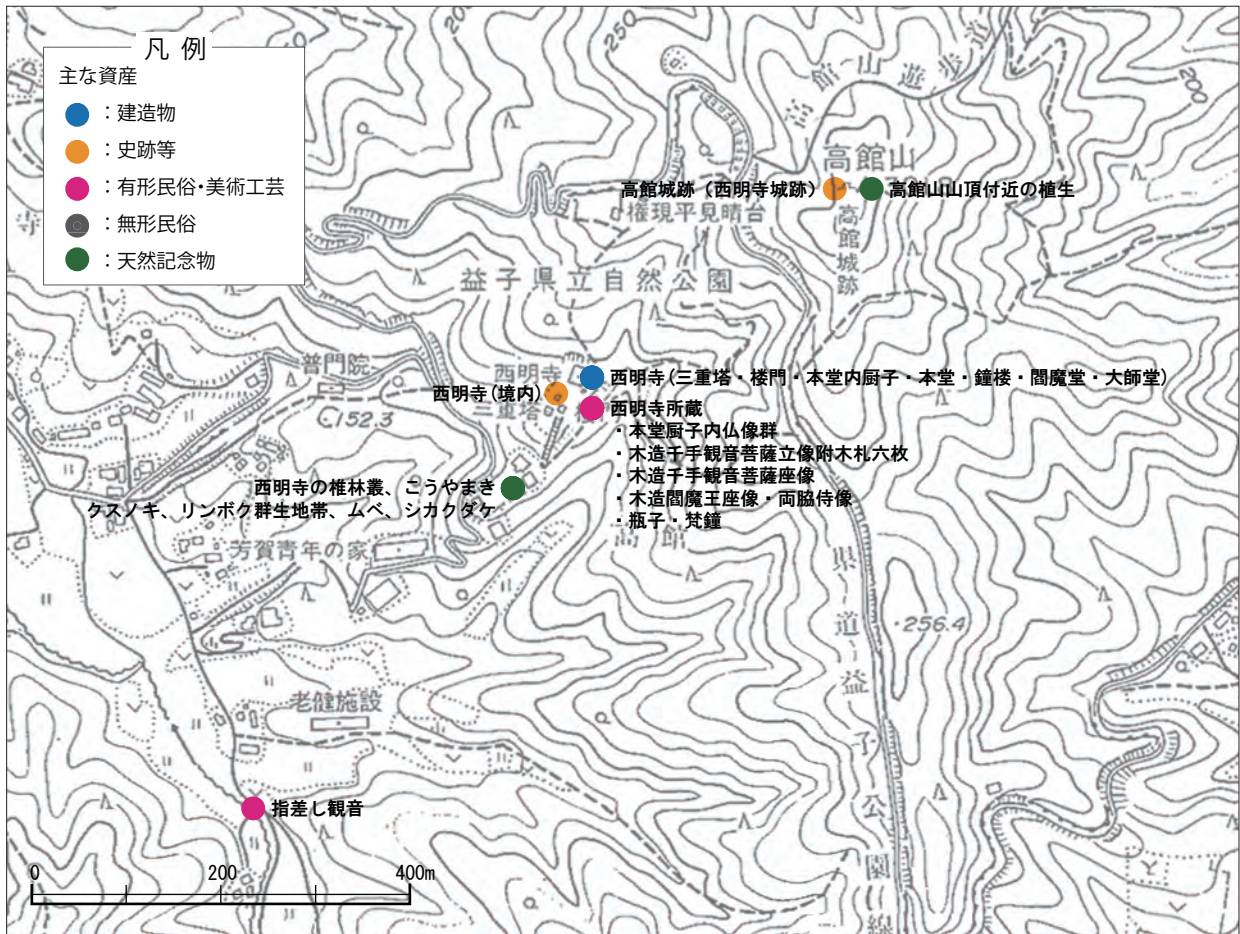 凡 例
主な資産
：建造物
：史跡等
：有形民俗・美術工芸
：無形民俗
：天然記念物
250
200
200
高館山遊歩道
高館山
高館城跡（西明寺城跡）
高館山山頂付近の植生
権現平見晴台
高館城跡
益子県立自然公園
普門院
西明寺
西明寺(三重塔・楼門・本堂内厨子・本堂・鐘楼・閻魔堂・大師堂)
西明寺(境内)
三重塔
152.3
西明寺所蔵
・本堂厨子内仏像群
・木造千手観音菩薩立像附木札六枚
・木造千手観音菩薩座像
・木造閻魔王座像・両脇侍像
・瓶子・梵鐘
西明寺の椎林叢、こうやまき
クスノキ、リンボク群生地帯、ムベ、シカクダケ
高館
芳賀青年の家
県道益子公園線
256.4
老健施設
指差し観音
0 200 400m